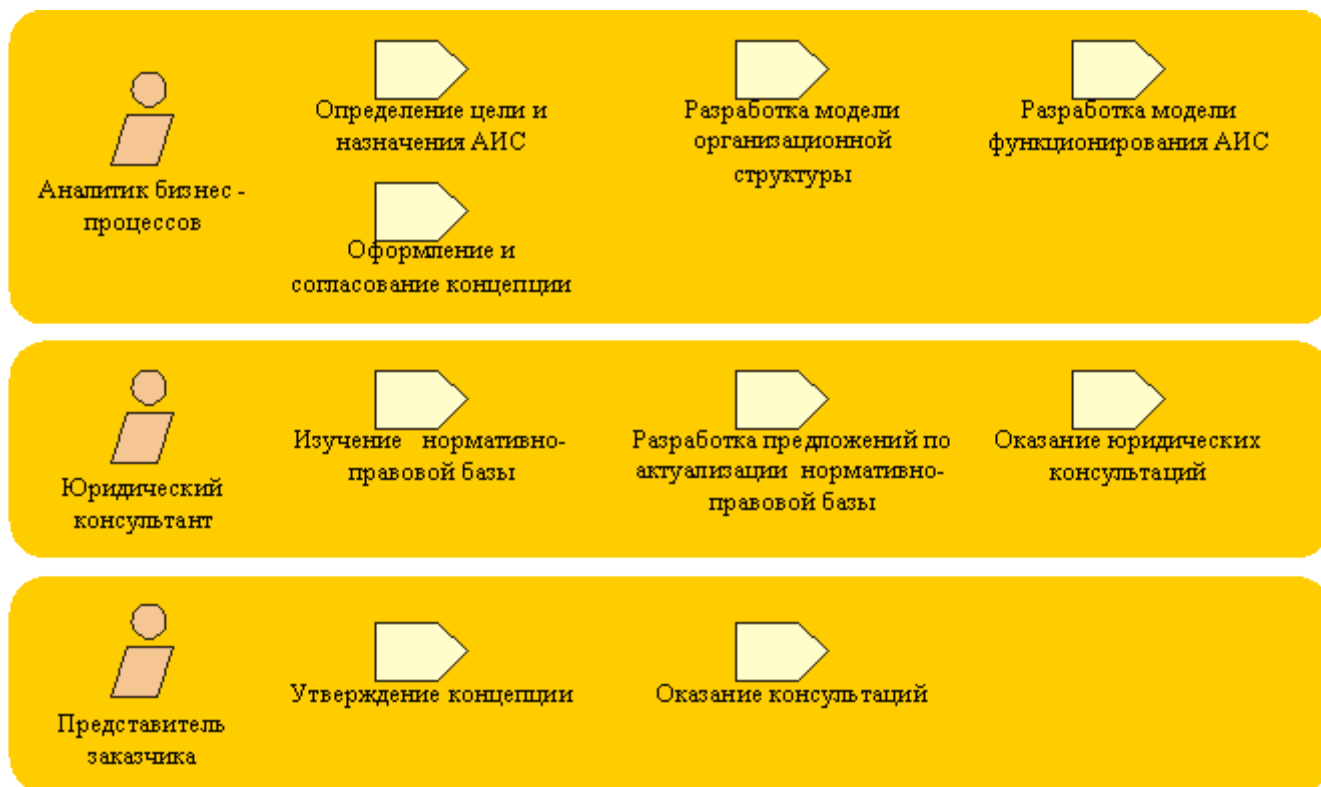 Аналитик бизнес -
процессов
Определение цели и
назначения АИС
Разработка модели
организационной
структуры
Разработка модели
функционирования АИС
Оформление и
согласование концепции
Юридический
консультант
Изучение нормативно-
правовой базы
Разработка предложений по
актуализации нормативно-
правовой базы
Оказание юридических
консультаций
Представитель
заказчика
Утверждение концепции
Оказание консультаций